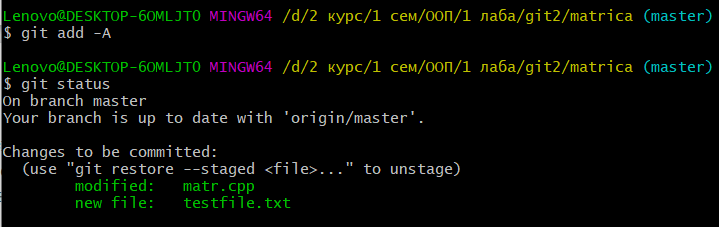 Lenovo@DESKTOP-6OMLJT0 MINGW64 /d/2 курс/1 сем/ООП/1 лаба/git2/matrica (master)
$ git add -A
Lenovo@DESKTOP-6OMLJT0 MINGW64 /d/2 курс/1 сем/ООП/1 лаба/git2/matrica (master)
$ git status
On branch master
Your branch is up to date with 'origin/master'.
Changes to be committed:
(use "git restore --staged <file>..." to unstage)
modified: matr.cpp
new file: testfile.txt